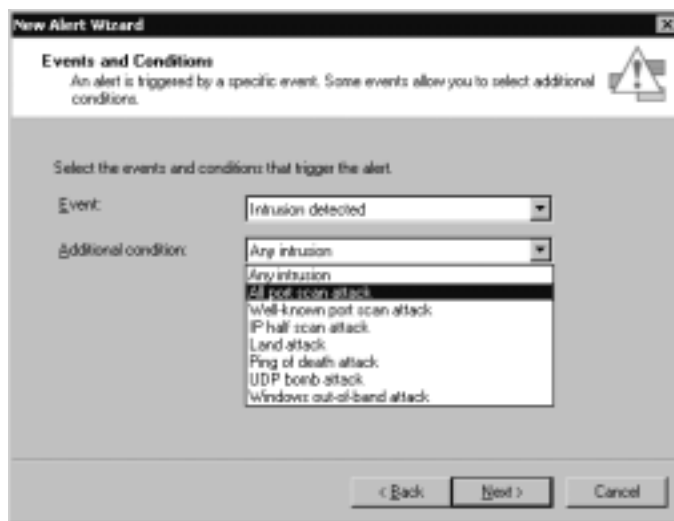 New Alert Wizard
Events and Conditions
An alert is triggered by a specific event. Some events allow you to select additional
conditions.
Select the events and conditions that trigger the alert.
Event:
Intrusion detected
Additional condition:
Any intrusion
Any intrusion
All port scan attack
Well-known port scan attack
IP half scan attack
Land attack
Ping of death attack
UDP bomb attack
Windows out-of-band attack
< Back
Next >
Cancel